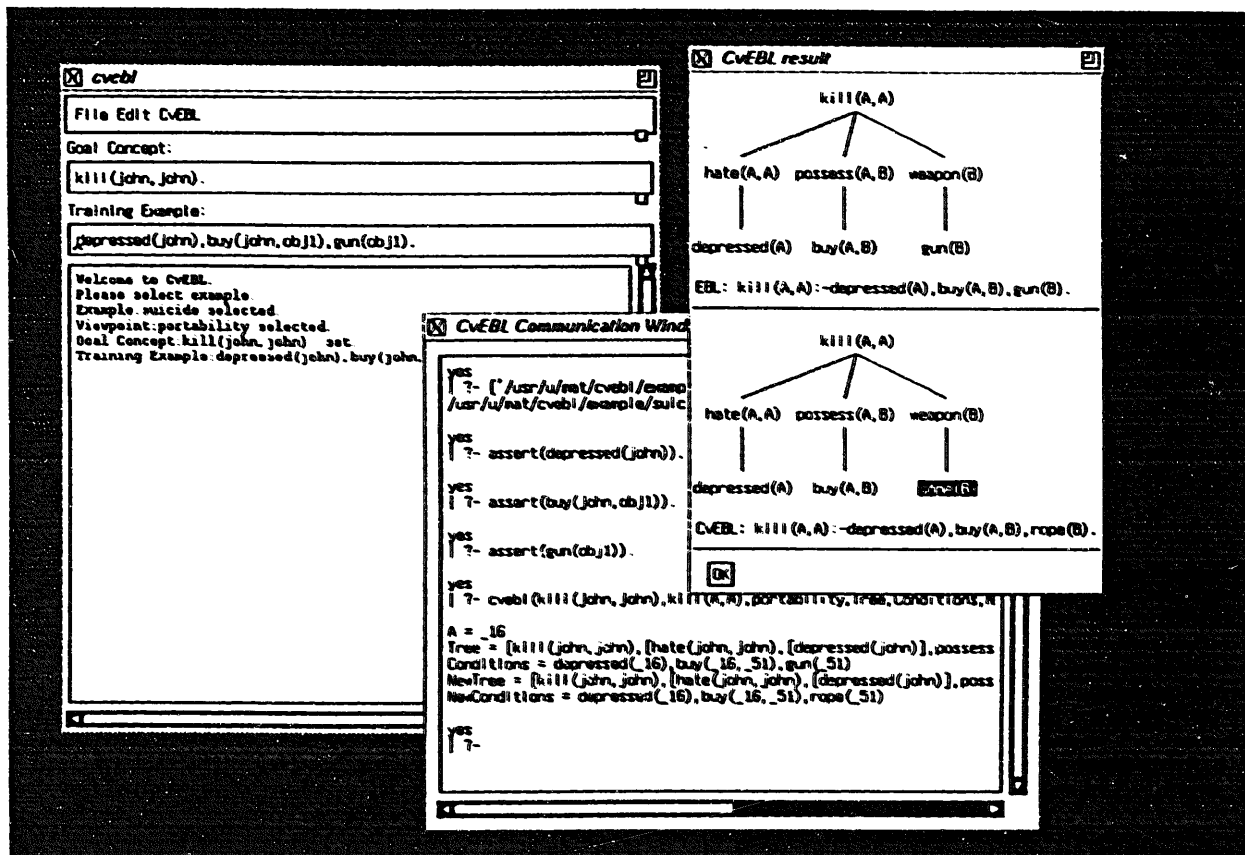 cvebl
File Edit CvEBL
Goal Concept:
kill(john,john).
Training Example:
depressed(john),buy(john,obj1),gun(obj1).
Welcome to CvEBL.
Please select example.
Example:suicide selected.
Viewpoint:portability selected.
Goal Concept:kill(john,john) set.
Training Example:depressed(john),buy(john,
CvEBL Communication Wind
yes
| ?- ['/usr/u/mat/cvebl/examp
/usr/u/mat/cvebl/example/suic
yes
| ?- assert(depressed(john)).
yes
| ?- assert(buy(john,obj1)).
yes
| ?- assert(gun(obj1)).
yes
| ?- cvebl(kill(john,john),kill(A,A),portability,Tree,Conditions,N
A = _16
Tree = [kill(john,john),[hate(john,john),[depressed(john)],possess
Conditions = depressed(_16),buy(_16,_51),gun(_51)
NewTree = [kill(john,john),[hate(john,john),[depressed(john)],poss
NewConditions = depressed(_16),buy(_16,_51),rope(_51)
yes
| ?-
CvEBL result
kill(A,A)
hate(A,A) possess(A,B) weapon(B)
depressed(A) buy(A,B) gun(B)
EBL: kill(A,A):-depressed(A),buy(A,B),gun(B).
kill(A,A)
hate(A,A) possess(A,B) weapon(B)
depressed(A) buy(A,B)
CvEBL: kill(A,A):-depressed(A),buy(A,B),rope(B).
OK